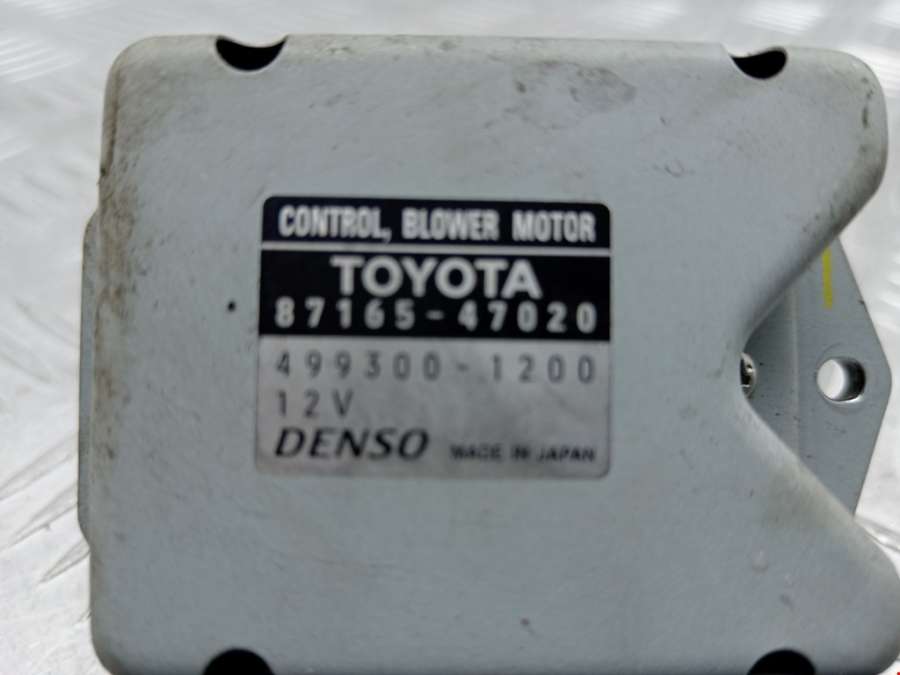 CONTROL, BLOWER MOTOR
TOYOTA
87165-47020
499300-1200
12V
DENSO MADE IN JAPAN